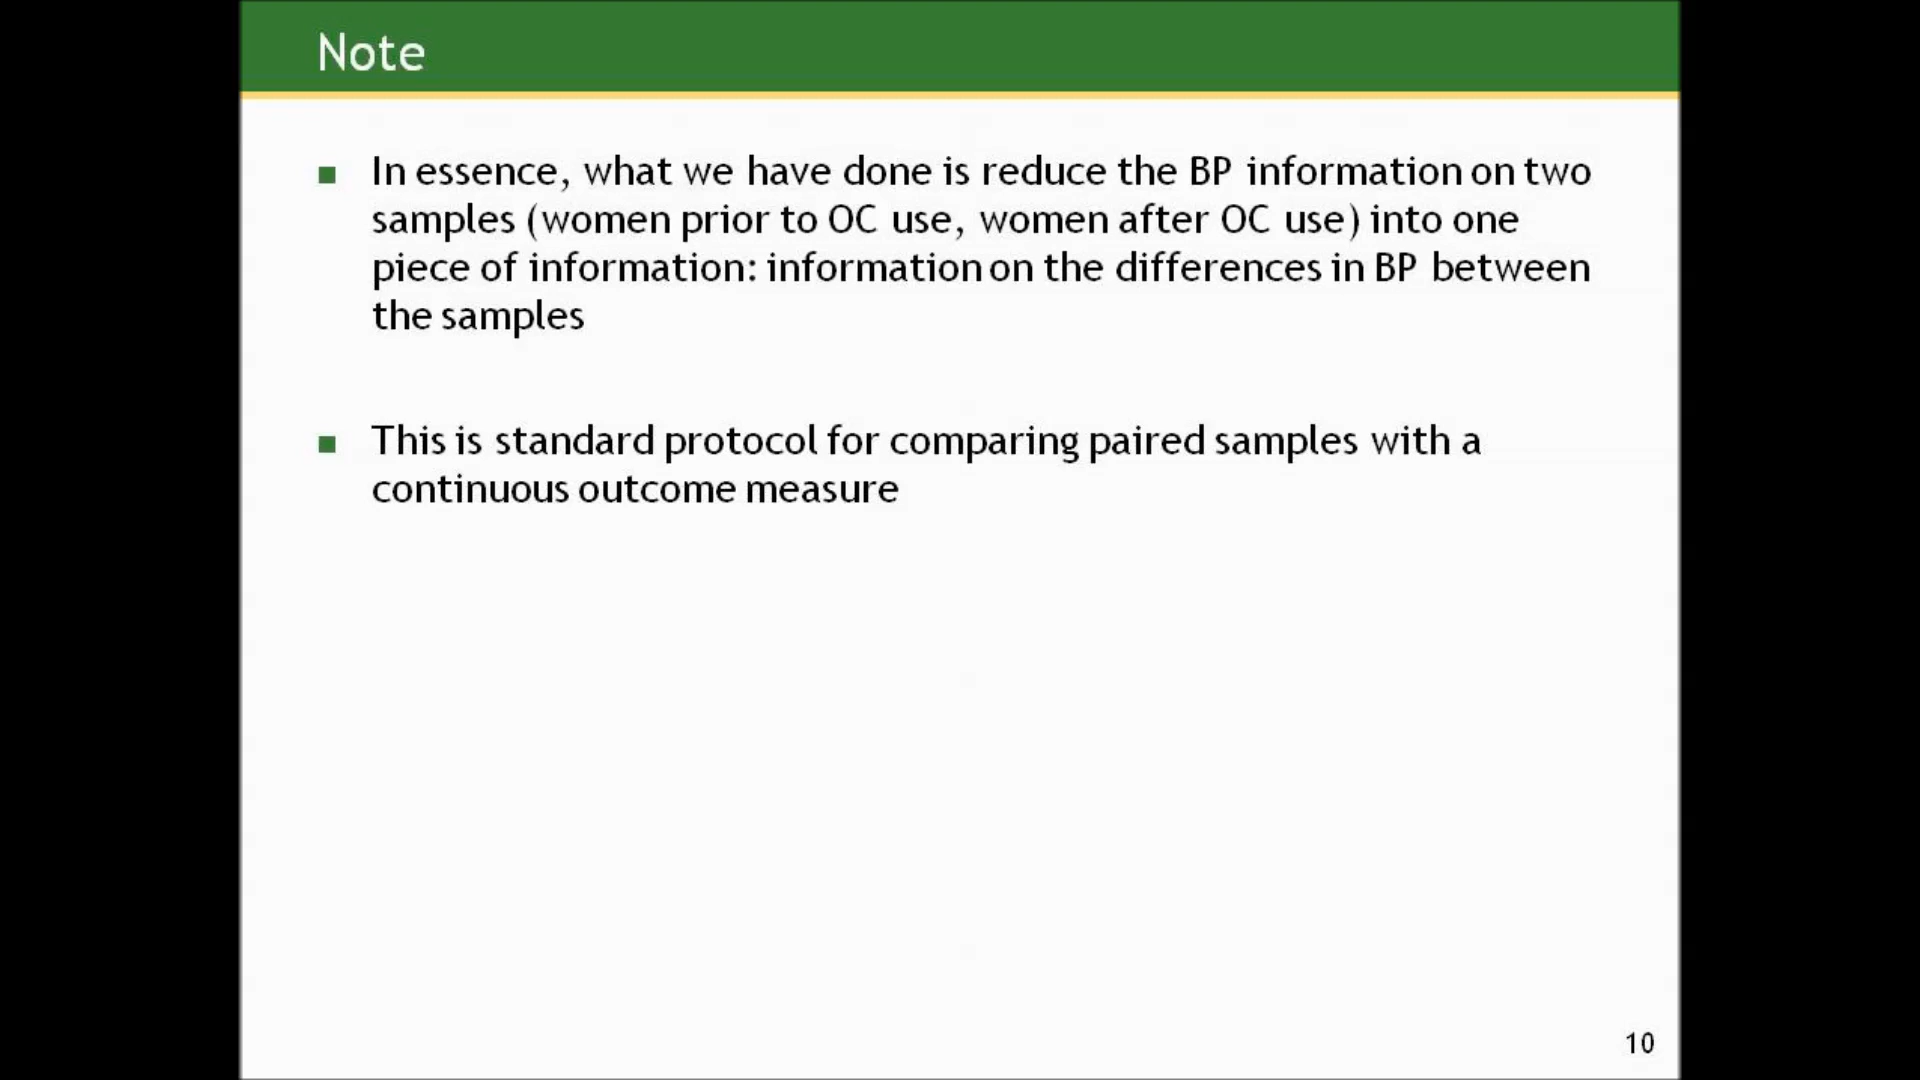 Note
In essence, what we have done is reduce the BP information on two
samples (women prior to OC use, women after OC use) into one
piece of information: information on the differences in BP between
the samples
This is standard protocol for comparing paired samples with a
continuous outcome measure
10